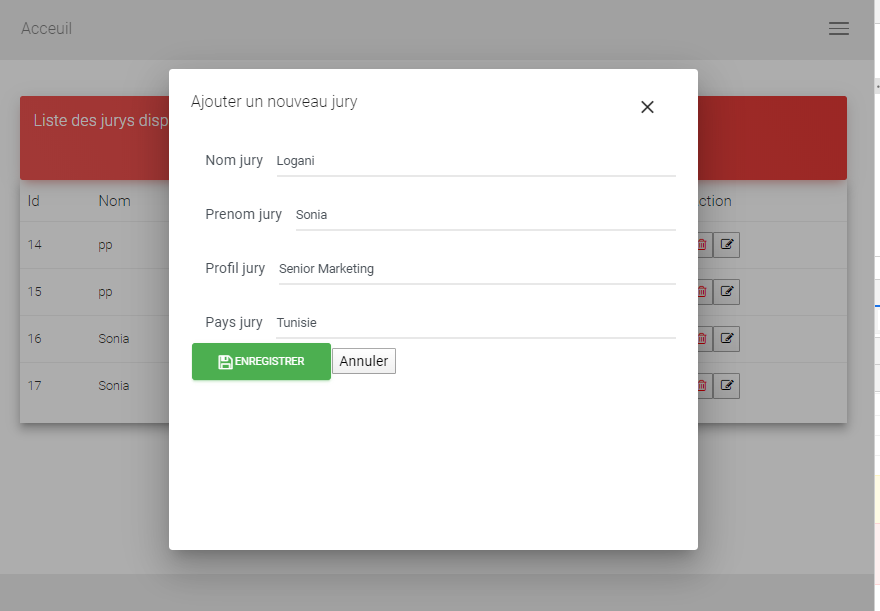 Acceuil
Ajouter un nouveau jury
Liste des jurys disp
Nom jury Logani
Prenom jury Sonia
Profil jury Senior Marketing
Pays jury Tunisie
ENREGISTRER Annuler
Id Nom ction
14 pp
15 pp
16 Sonia
17 Sonia